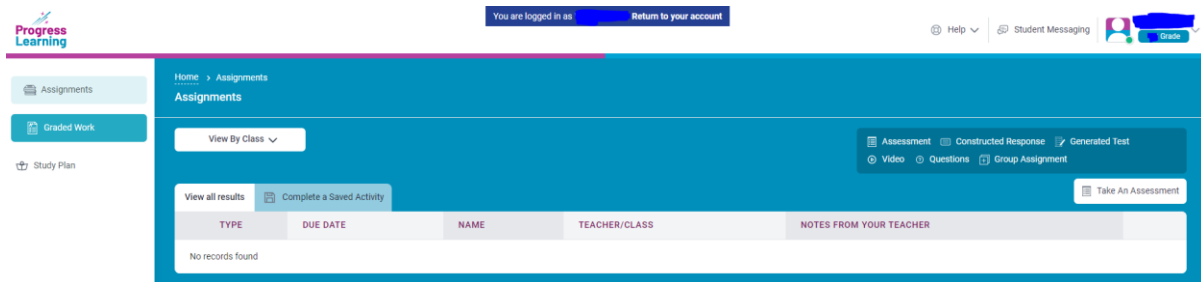 You are logged in as Return to your account
Progress
Learning
Help
Student Messaging
Grade
Assignments
Graded Work
Study Plan
Home > Assignments
Assignments
View By Class
Assessment Constructed Response Generated Test
Video Questions Group Assignment
View all results Complete a Saved Activity
Take An Assessment
TYPE DUE DATE NAME TEACHER/CLASS NOTES FROM YOUR TEACHER
No records found